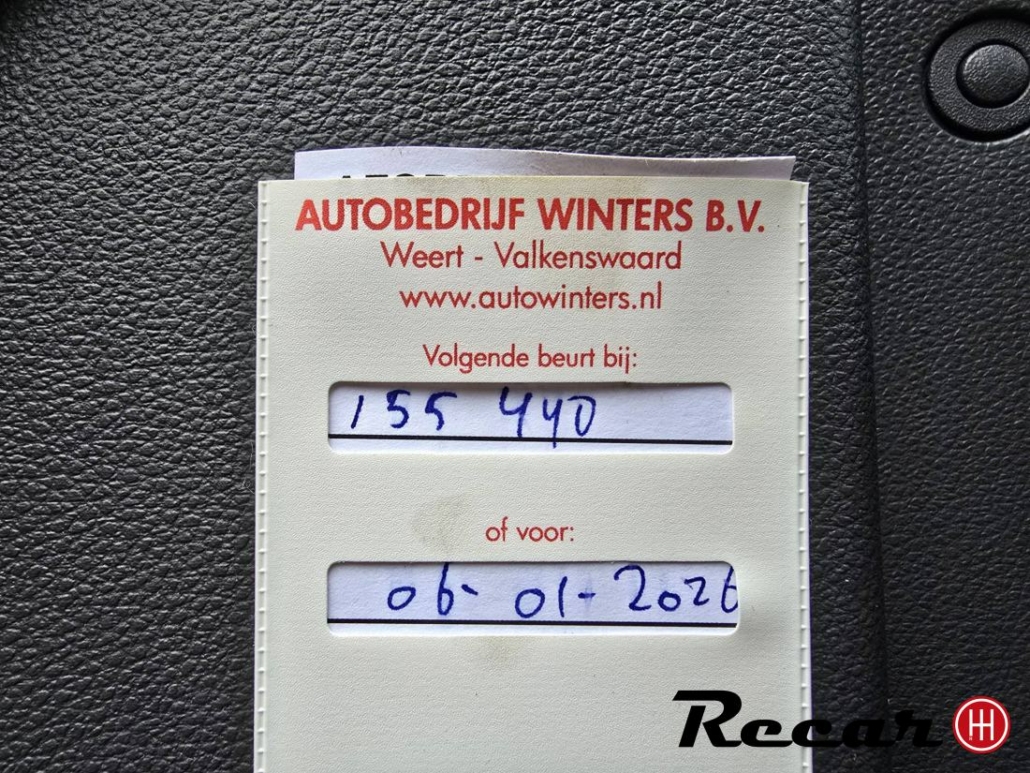 AUTOBEDRIJF WINTERS B.V.
Weert - Valkenswaard
www.autowinters.nl
Volgende beurt bij:
155 440
of voor:
06-01-2026
Recar